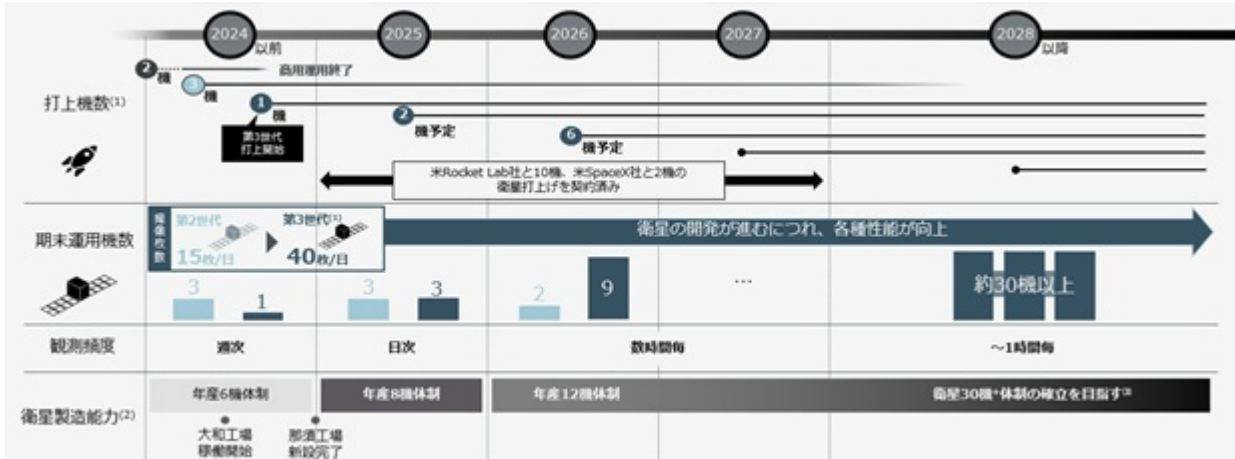 2024
以前
2025
2026
2027
2028
以降
打上機数(1)
2
機
商用運用終了
3
機
1
機
第3世代
打上開始
2
機予定
6
機予定
米Rocket Lab社と10機、米SpaceX社と2機の
衛星打上げを契約済み
期末運用機数
撮像枚数
第2世代
15枚/日
第3世代(1)
40枚/日
衛星の開発が進むにつれ、各種性能が向上
3
1
3
3
2
9
…
約30機以上
観測頻度
週次
日次
数時間毎
～1時間毎
衛星製造能力(2)
年産6機体制
年産8機体制
年産12機体制
衛星30機+体制の確立を目指す(3)
大和工場
稼働開始
那須工場
新設完了